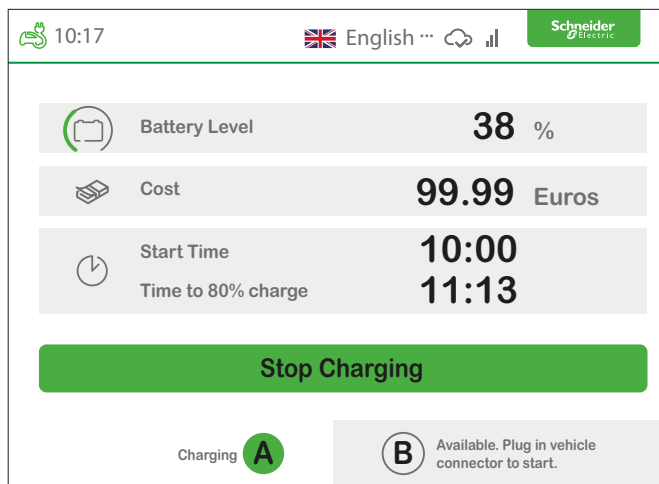 10:17
English ...
Schneider
Electric
Battery Level 38 %
Cost 99.99 Euros
Start Time 10:00
Time to 80% charge 11:13
Stop Charging
Charging A
B Available. Plug in vehicle
connector to start.